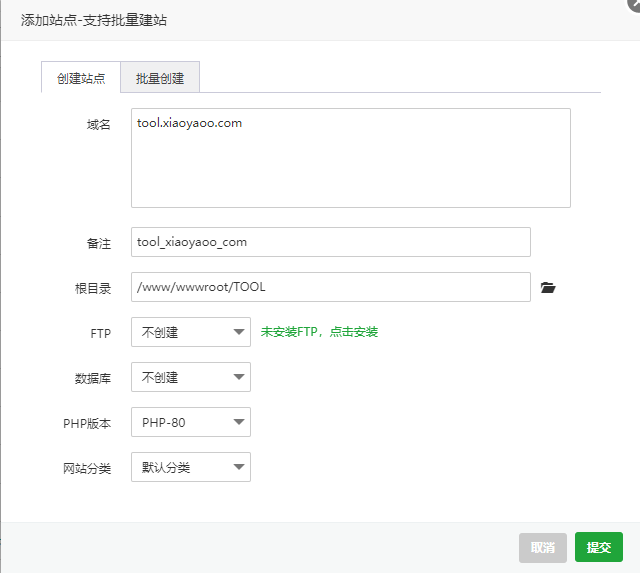 添加站点-支持批量建站
创建站点 批量创建
域名 tool.xiaoyaoo.com
备注 tool_xiaoyaoo_com
根目录 /www/wwwroot/TOOL
FTP 不创建 未安装FTP，点击安装
数据库 不创建
PHP版本 PHP-80
网站分类 默认分类
取消 提交